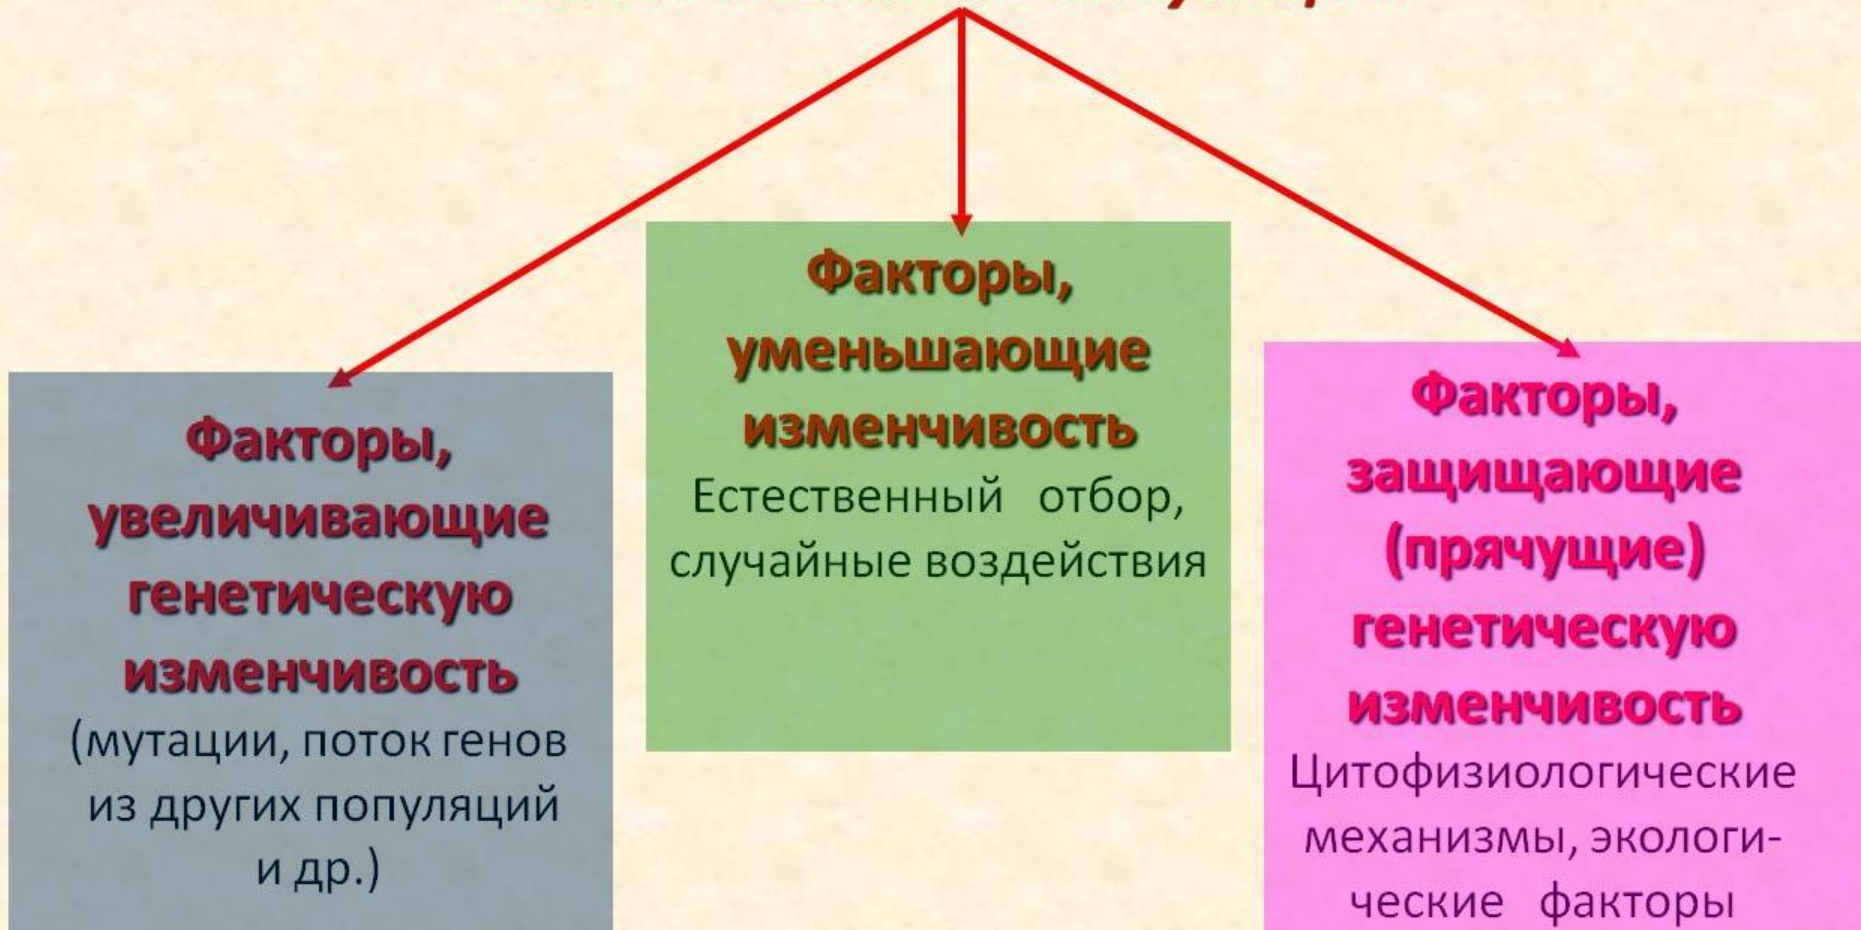 Факторы,
уменьшающие
изменчивость
Естественный отбор,
случайные воздействия
Факторы,
увеличивающие
генетическую
изменчивость
(мутации, поток генов
из других популяций
и др.)
Факторы,
защищающие
(прячущие)
генетическую
изменчивость
Цитофизиологические
механизмы, экологи-
ческие факторы